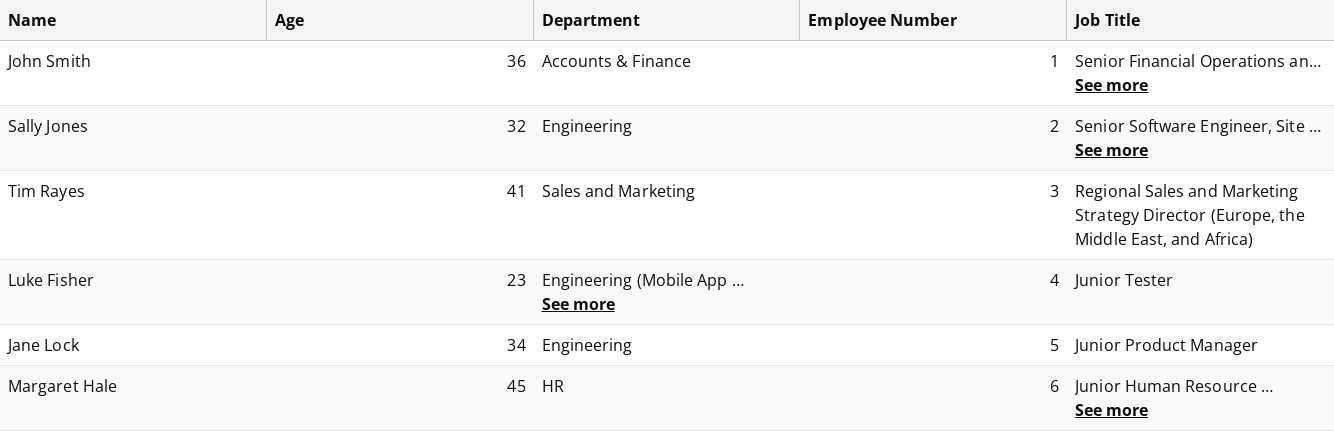 Name Age Department Employee Number Job Title
John Smith 36 Accounts & Finance 1 Senior Financial Operations an...
See more
Sally Jones 32 Engineering 2 Senior Software Engineer, Site ...
See more
Tim Rayes 41 Sales and Marketing 3 Regional Sales and Marketing
Strategy Director (Europe, the
Middle East, and Africa)
Luke Fisher 23 Engineering (Mobile App ... 4 Junior Tester
See more
Jane Lock 34 Engineering 5 Junior Product Manager
Margaret Hale 45 HR 6 Junior Human Resource ...
See more